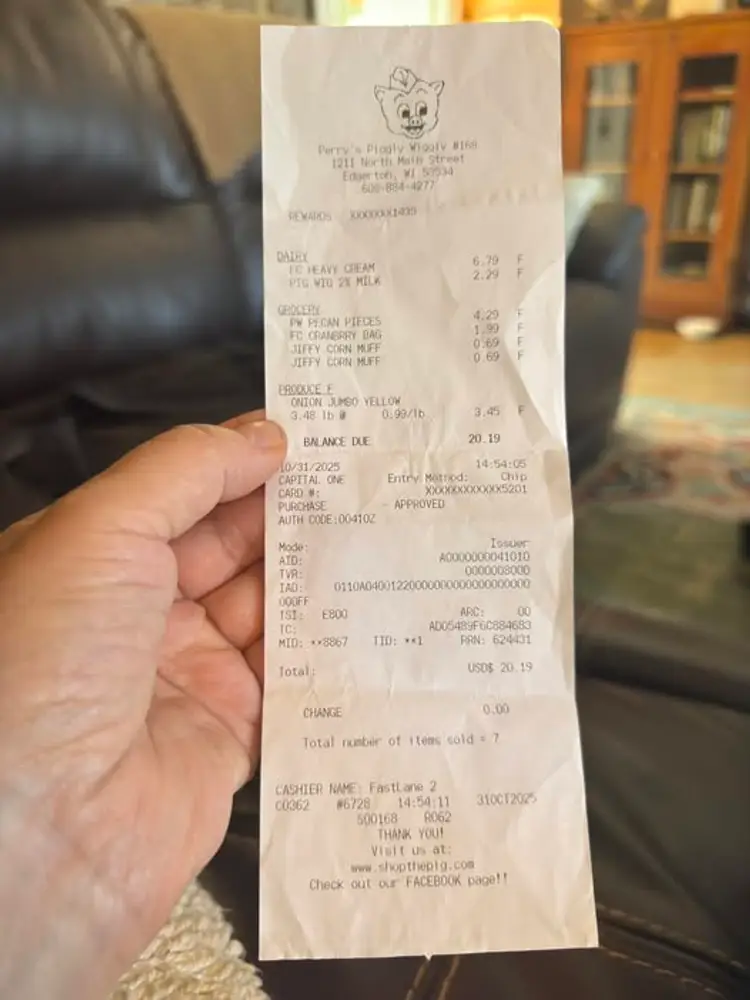 Perry's Piggly Wiggly #168
1211 North Main Street
Edgerton, WI 53534
608-884-4277
REWARDS XXXXXXX1435
DAIRY
FC HEAVY CREAM 6.79 F
PIG WIG 2% MILK 2.29 F
GROCERY
PW PECAN PIECES 4.29 F
FC CRANBRRY BAG 1.99 F
JIFFY CORN MUFF 0.69 F
JIFFY CORN MUFF 0.69 F
PRODUCE F
ONION JUMBO YELLOW
3.48 lb @ 0.99/lb 3.45 F
BALANCE DUE 20.19
10/31/2025 14:54:05
CAPITAL ONE Entry Method: Chip
CARD #: XXXXXXXXXXXX5201
PURCHASE - APPROVED
AUTH CODE:00410Z
Mode: Issuer
AID: A0000000041010
TVR: 0000008000
IAD:
000FF
TSI: E800 ARC: 00
TC: AD05489F6C884683
MID: **8867 TID: **1 RRN: 624431
Total: USD$ 20.19
CHANGE 0.00
Total number of items sold = 7
CASHIER NAME: FastLane 2
C0362 #6728 14:54:11 31OCT2025
S00168 R062
THANK YOU!
Visit us at:
www.shopthepig.com
Check out our FACEBOOK page!!